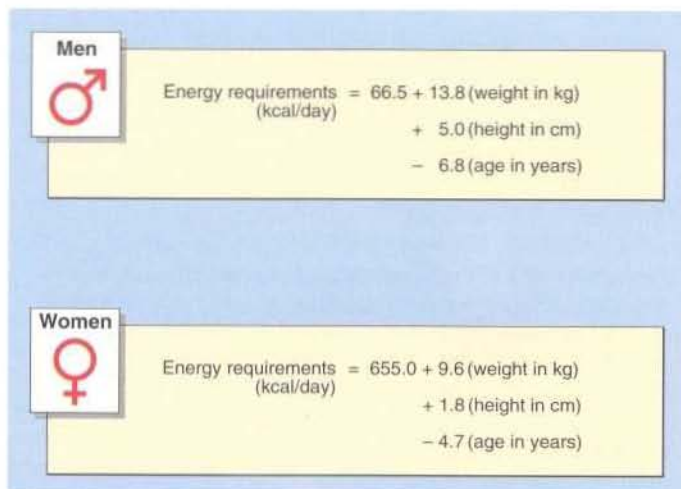 Men
Energy requirements = 66.5 + 13.8 (weight in kg)
(kcal/day)
+ 5.0 (height in cm)
− 6.8 (age in years)
Women
Energy requirements = 655.0 + 9.6 (weight in kg)
(kcal/day)
+ 1.8 (height in cm)
− 4.7 (age in years)